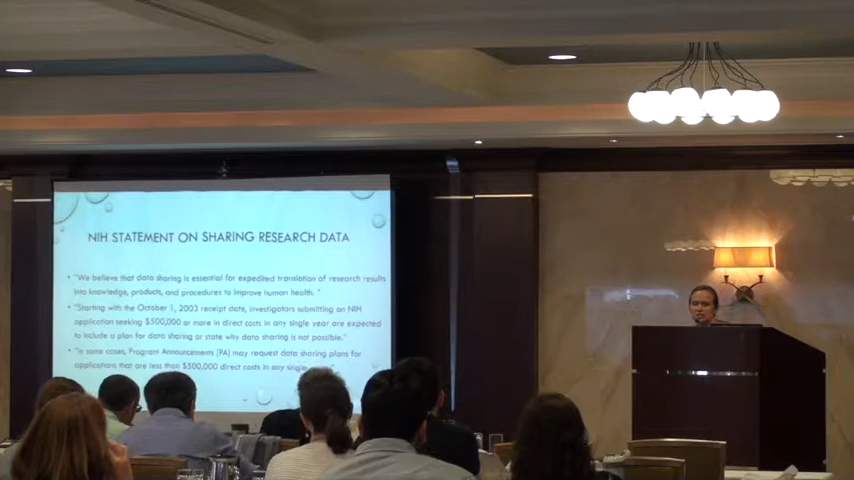 NIH STATEMENT ON SHARING RESEARCH DATA
• "We believe that data sharing is essential for expedited translation of research results
into knowledge, products, and procedures to improve human health. "
• "Starting with the October 1, 2003 receipt date, investigators submitting an NIH
application seeking $500,000 or more in direct costs in any single year are expected
to include a plan for data sharing or state why data sharing is not possible."
• "In some cases, Program Announcements (PA) may request data sharing plans for
applications that are less than $500,000 direct costs in any single